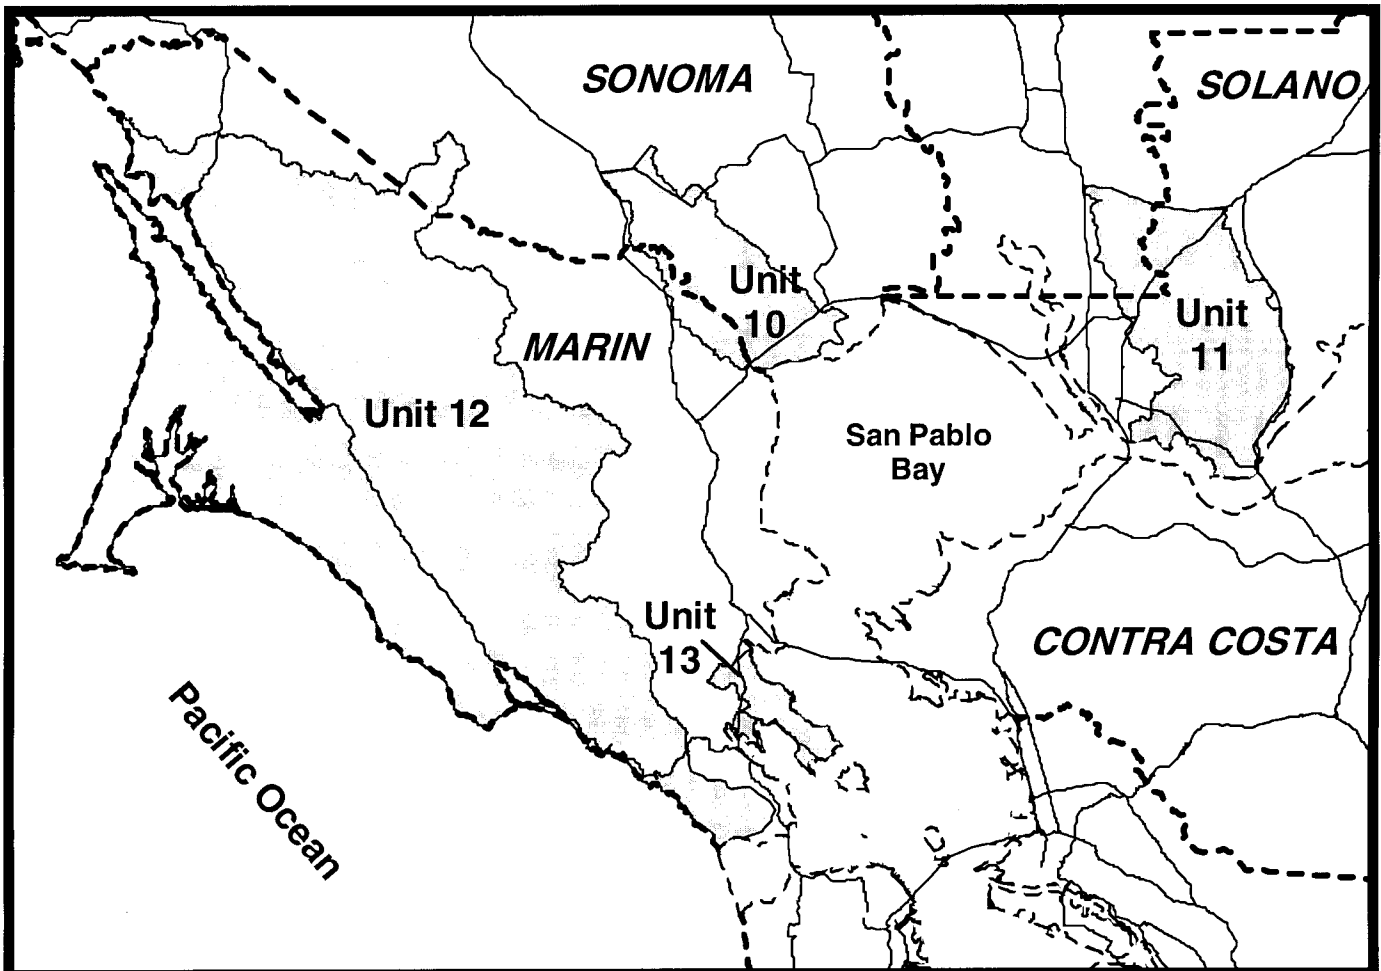 SONOMA
SOLANO
Unit
10
Unit
11
MARIN
Unit 12
San Pablo
Bay
Unit
13
CONTRA COSTA
Pacific Ocean